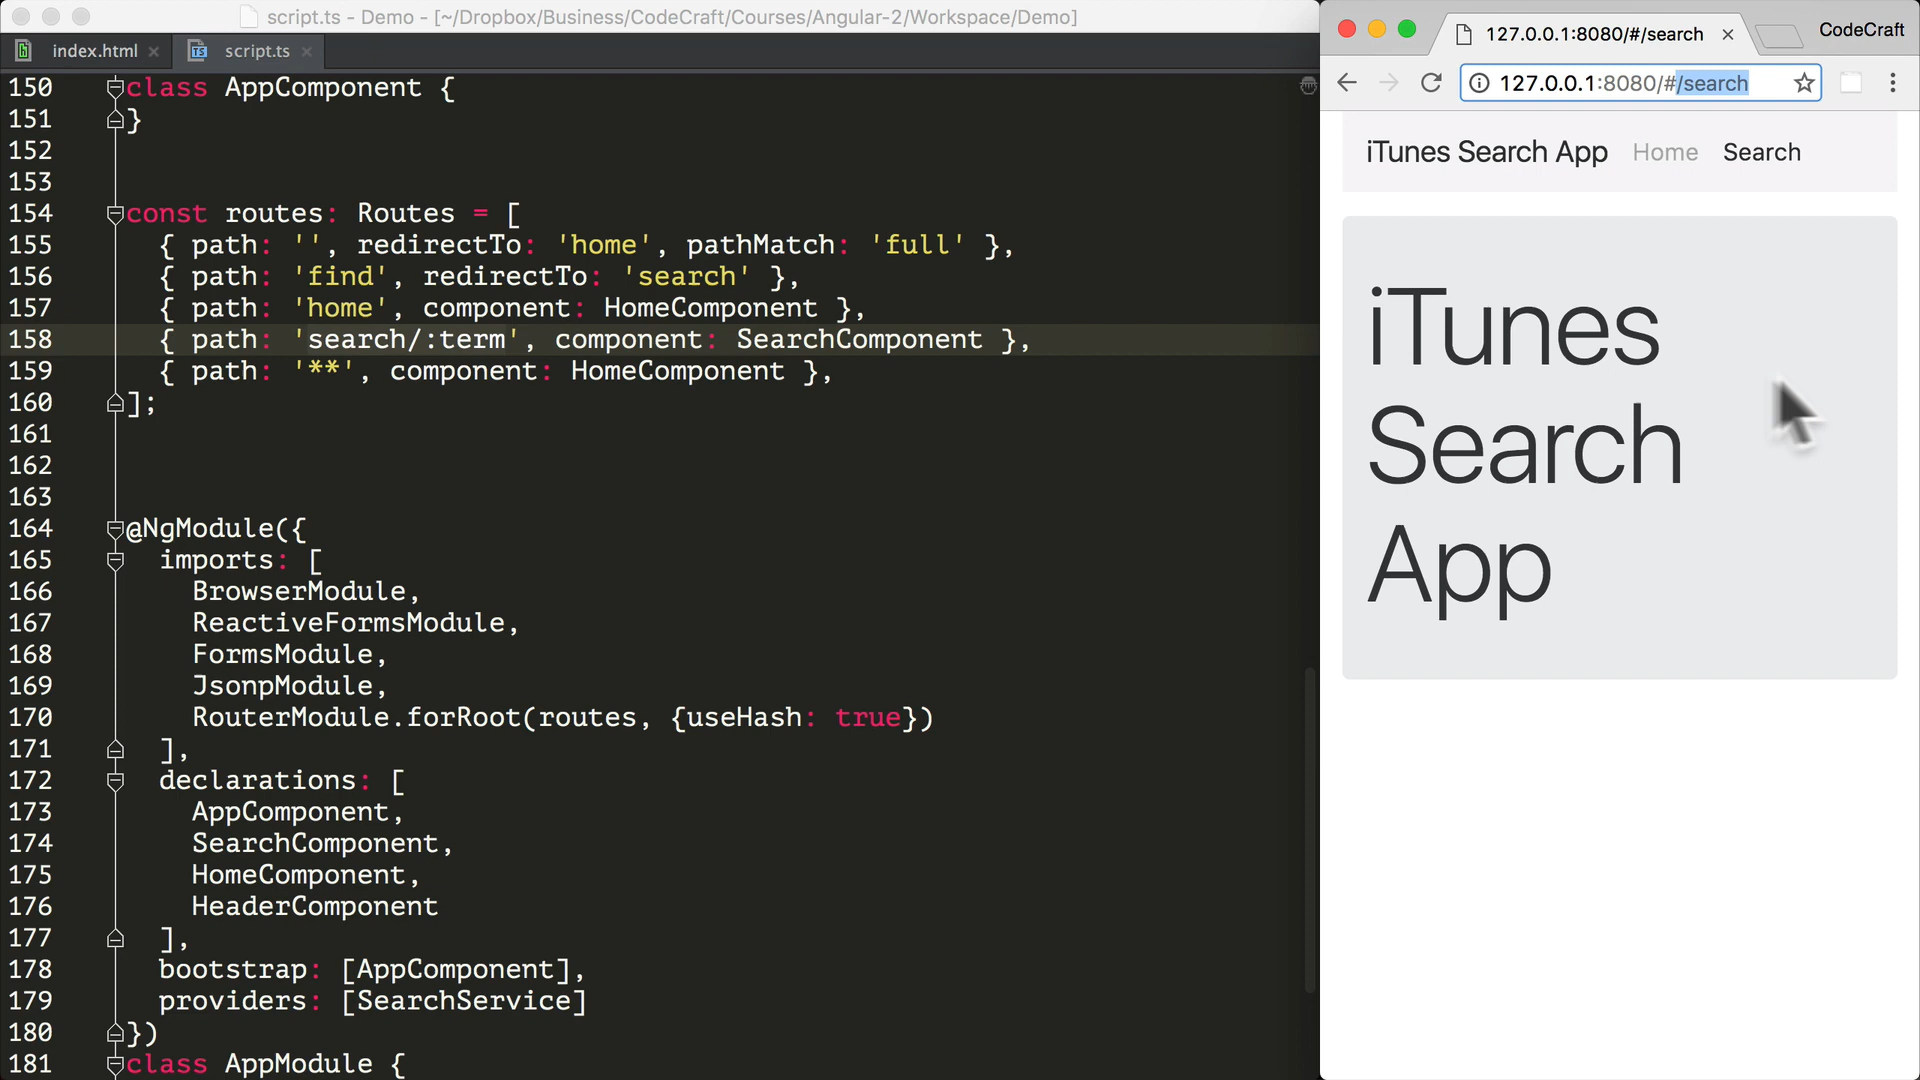 script.ts - Demo - [~/Dropbox/Business/CodeCraft/Courses/Angular-2/Workspace/Demo]
index.html
script.ts
150 class AppComponent {
151 }
152
153
154 const routes: Routes = [
155 { path: '', redirectTo: 'home', pathMatch: 'full' },
156 { path: 'find', redirectTo: 'search' },
157 { path: 'home', component: HomeComponent },
158 { path: 'search/:term', component: SearchComponent },
159 { path: '**', component: HomeComponent },
160 ];
161
162
163
164 @NgModule({
165 imports: [
166 BrowserModule,
167 ReactiveFormsModule,
168 FormsModule,
169 JsonpModule,
170 RouterModule.forRoot(routes, {useHash: true})
171 ],
172 declarations: [
173 AppComponent,
174 SearchComponent,
175 HomeComponent,
176 HeaderComponent
177 ],
178 bootstrap: [AppComponent],
179 providers: [SearchService]
180 })
181 class AppModule {
127.0.0.1:8080/#/search
CodeCraft
127.0.0.1:8080/#/search
iTunes Search App Home Search
iTunes
Search
App